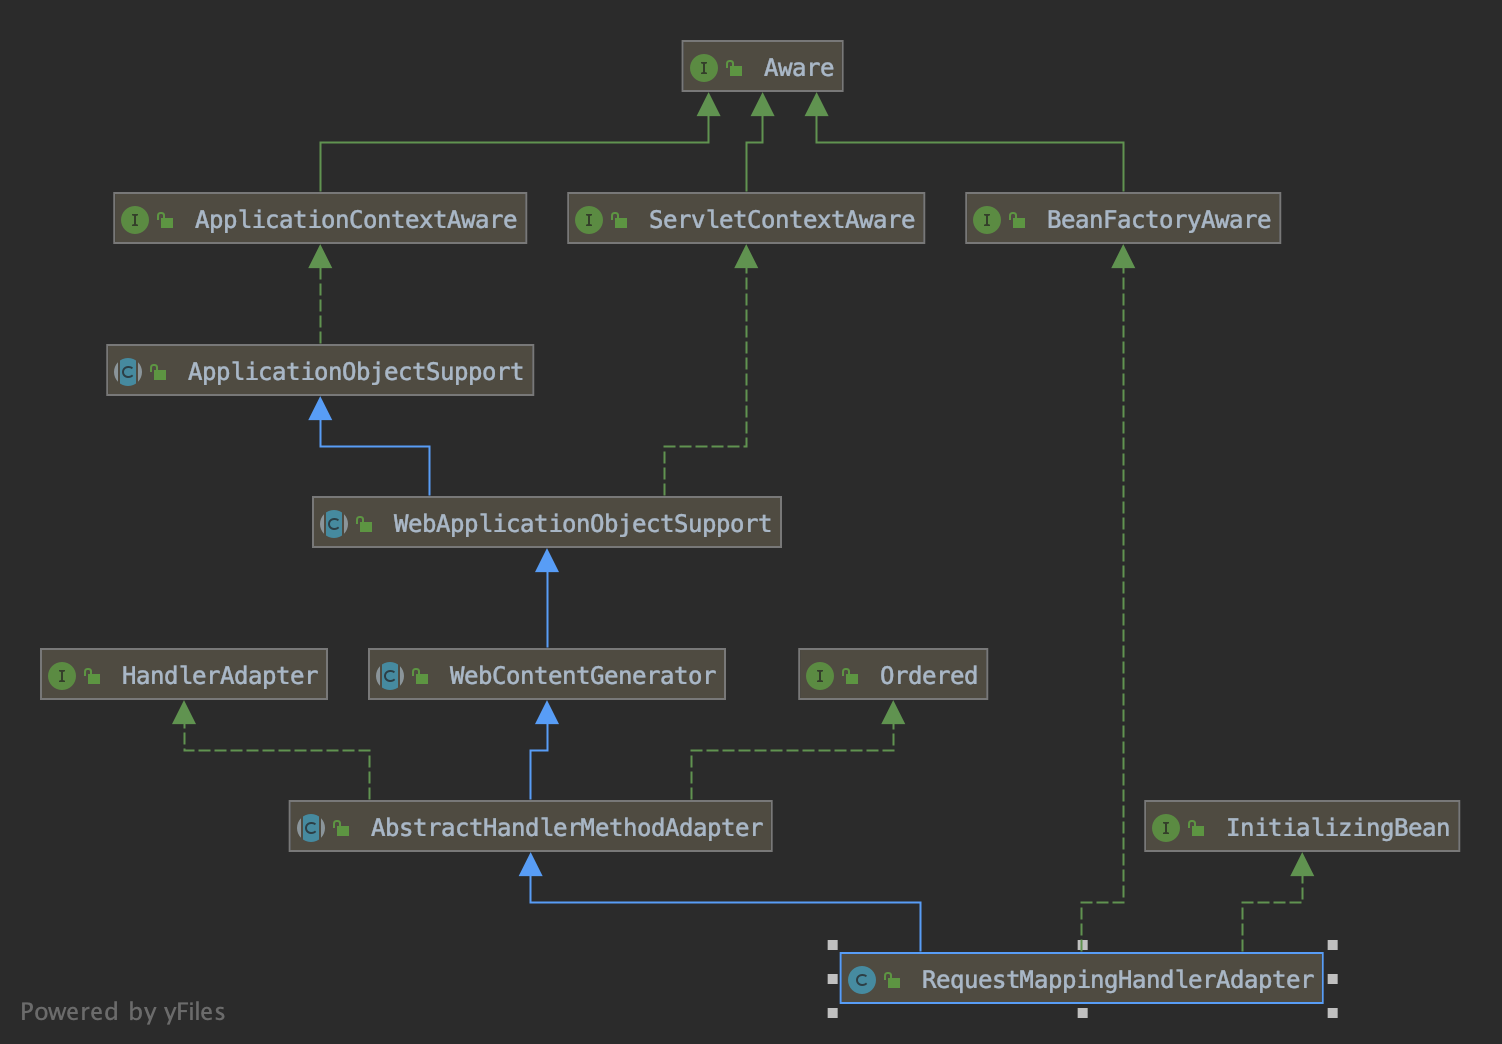 Aware
ApplicationContextAware
ServletContextAware
BeanFactoryAware
ApplicationObjectSupport
WebApplicationObjectSupport
HandlerAdapter
WebContentGenerator
Ordered
AbstractHandlerMethodAdapter
InitializingBean
RequestMappingHandlerAdapter
Powered by yFiles